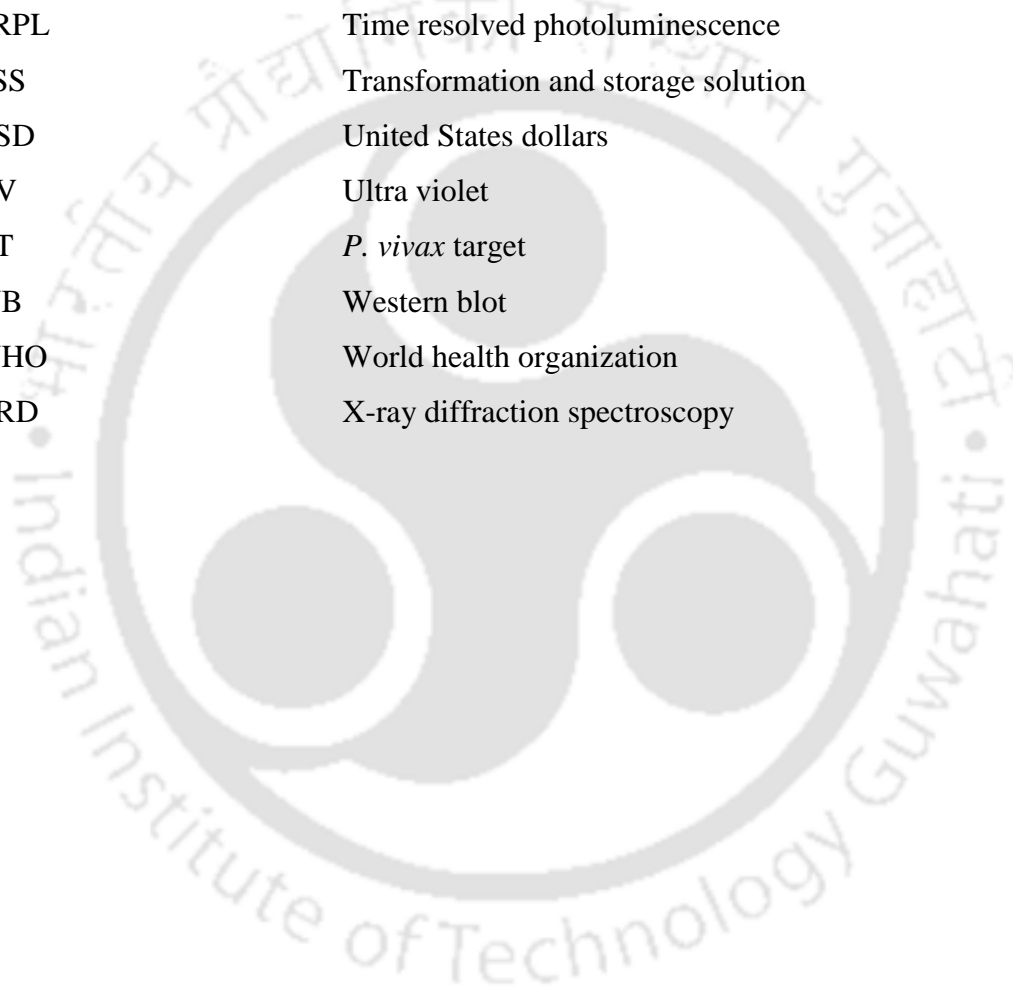 RPL Time resolved photoluminescence
SS Transformation and storage solution
SD United States dollars
V Ultra violet
T P. vivax target
B Western blot
HO World health organization
RD X-ray diffraction spectroscopy
भारतीय प्रौद्योगिकी संस्थान गुवाहाटी
Indian Institute of Technology Guwahati